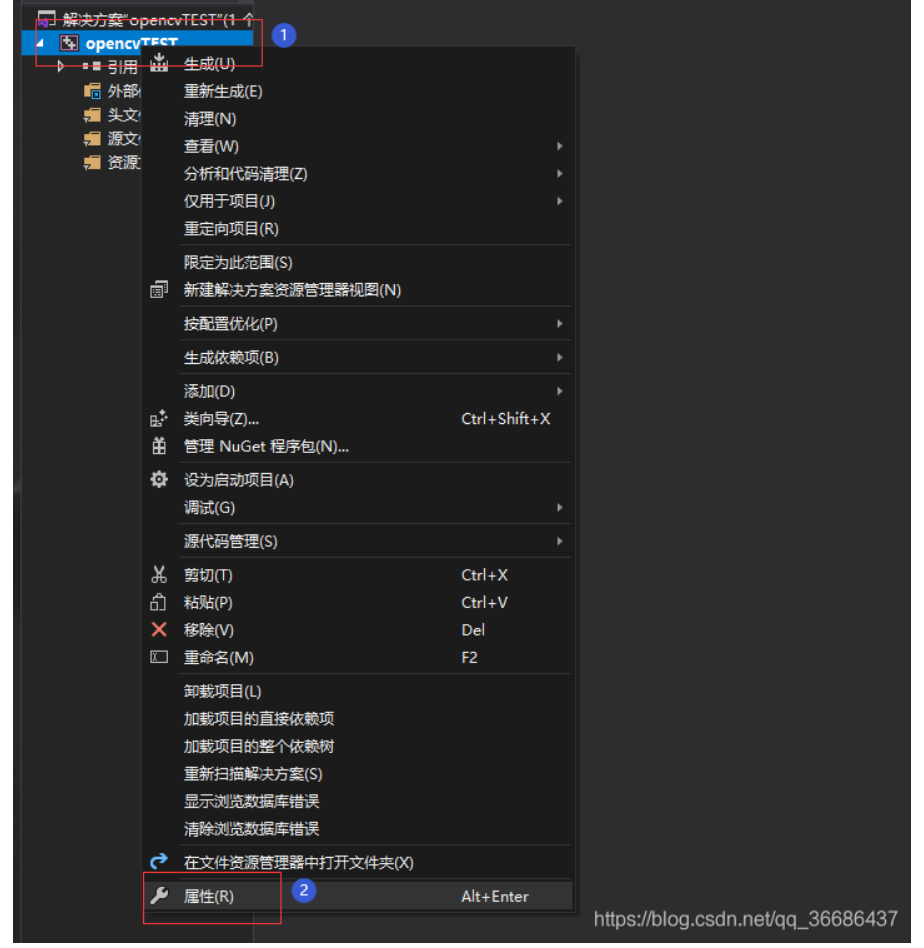 解决方案"opencvTEST"(1 个
opencvTEST
1
引用
外部
头文
源文
资源
生成(U)
重新生成(E)
清理(N)
查看(W)
分析和代码清理(Z)
仅用于项目(J)
重定向项目(R)
限定为此范围(S)
新建解决方案资源管理器视图(N)
按配置优化(P)
生成依赖项(B)
添加(D)
类向导(Z)... Ctrl+Shift+X
管理 NuGet 程序包(N)...
设为启动项目(A)
调试(G)
源代码管理(S)
剪切(T) Ctrl+X
粘贴(P) Ctrl+V
移除(V) Del
重命名(M) F2
卸载项目(L)
加载项目的直接依赖项
加载项目的整个依赖树
重新扫描解决方案(S)
显示浏览数据库错误
清除浏览数据库错误
在文件资源管理器中打开文件夹(X)
属性(R) 2 Alt+Enter
https://blog.csdn.net/qq_36686437